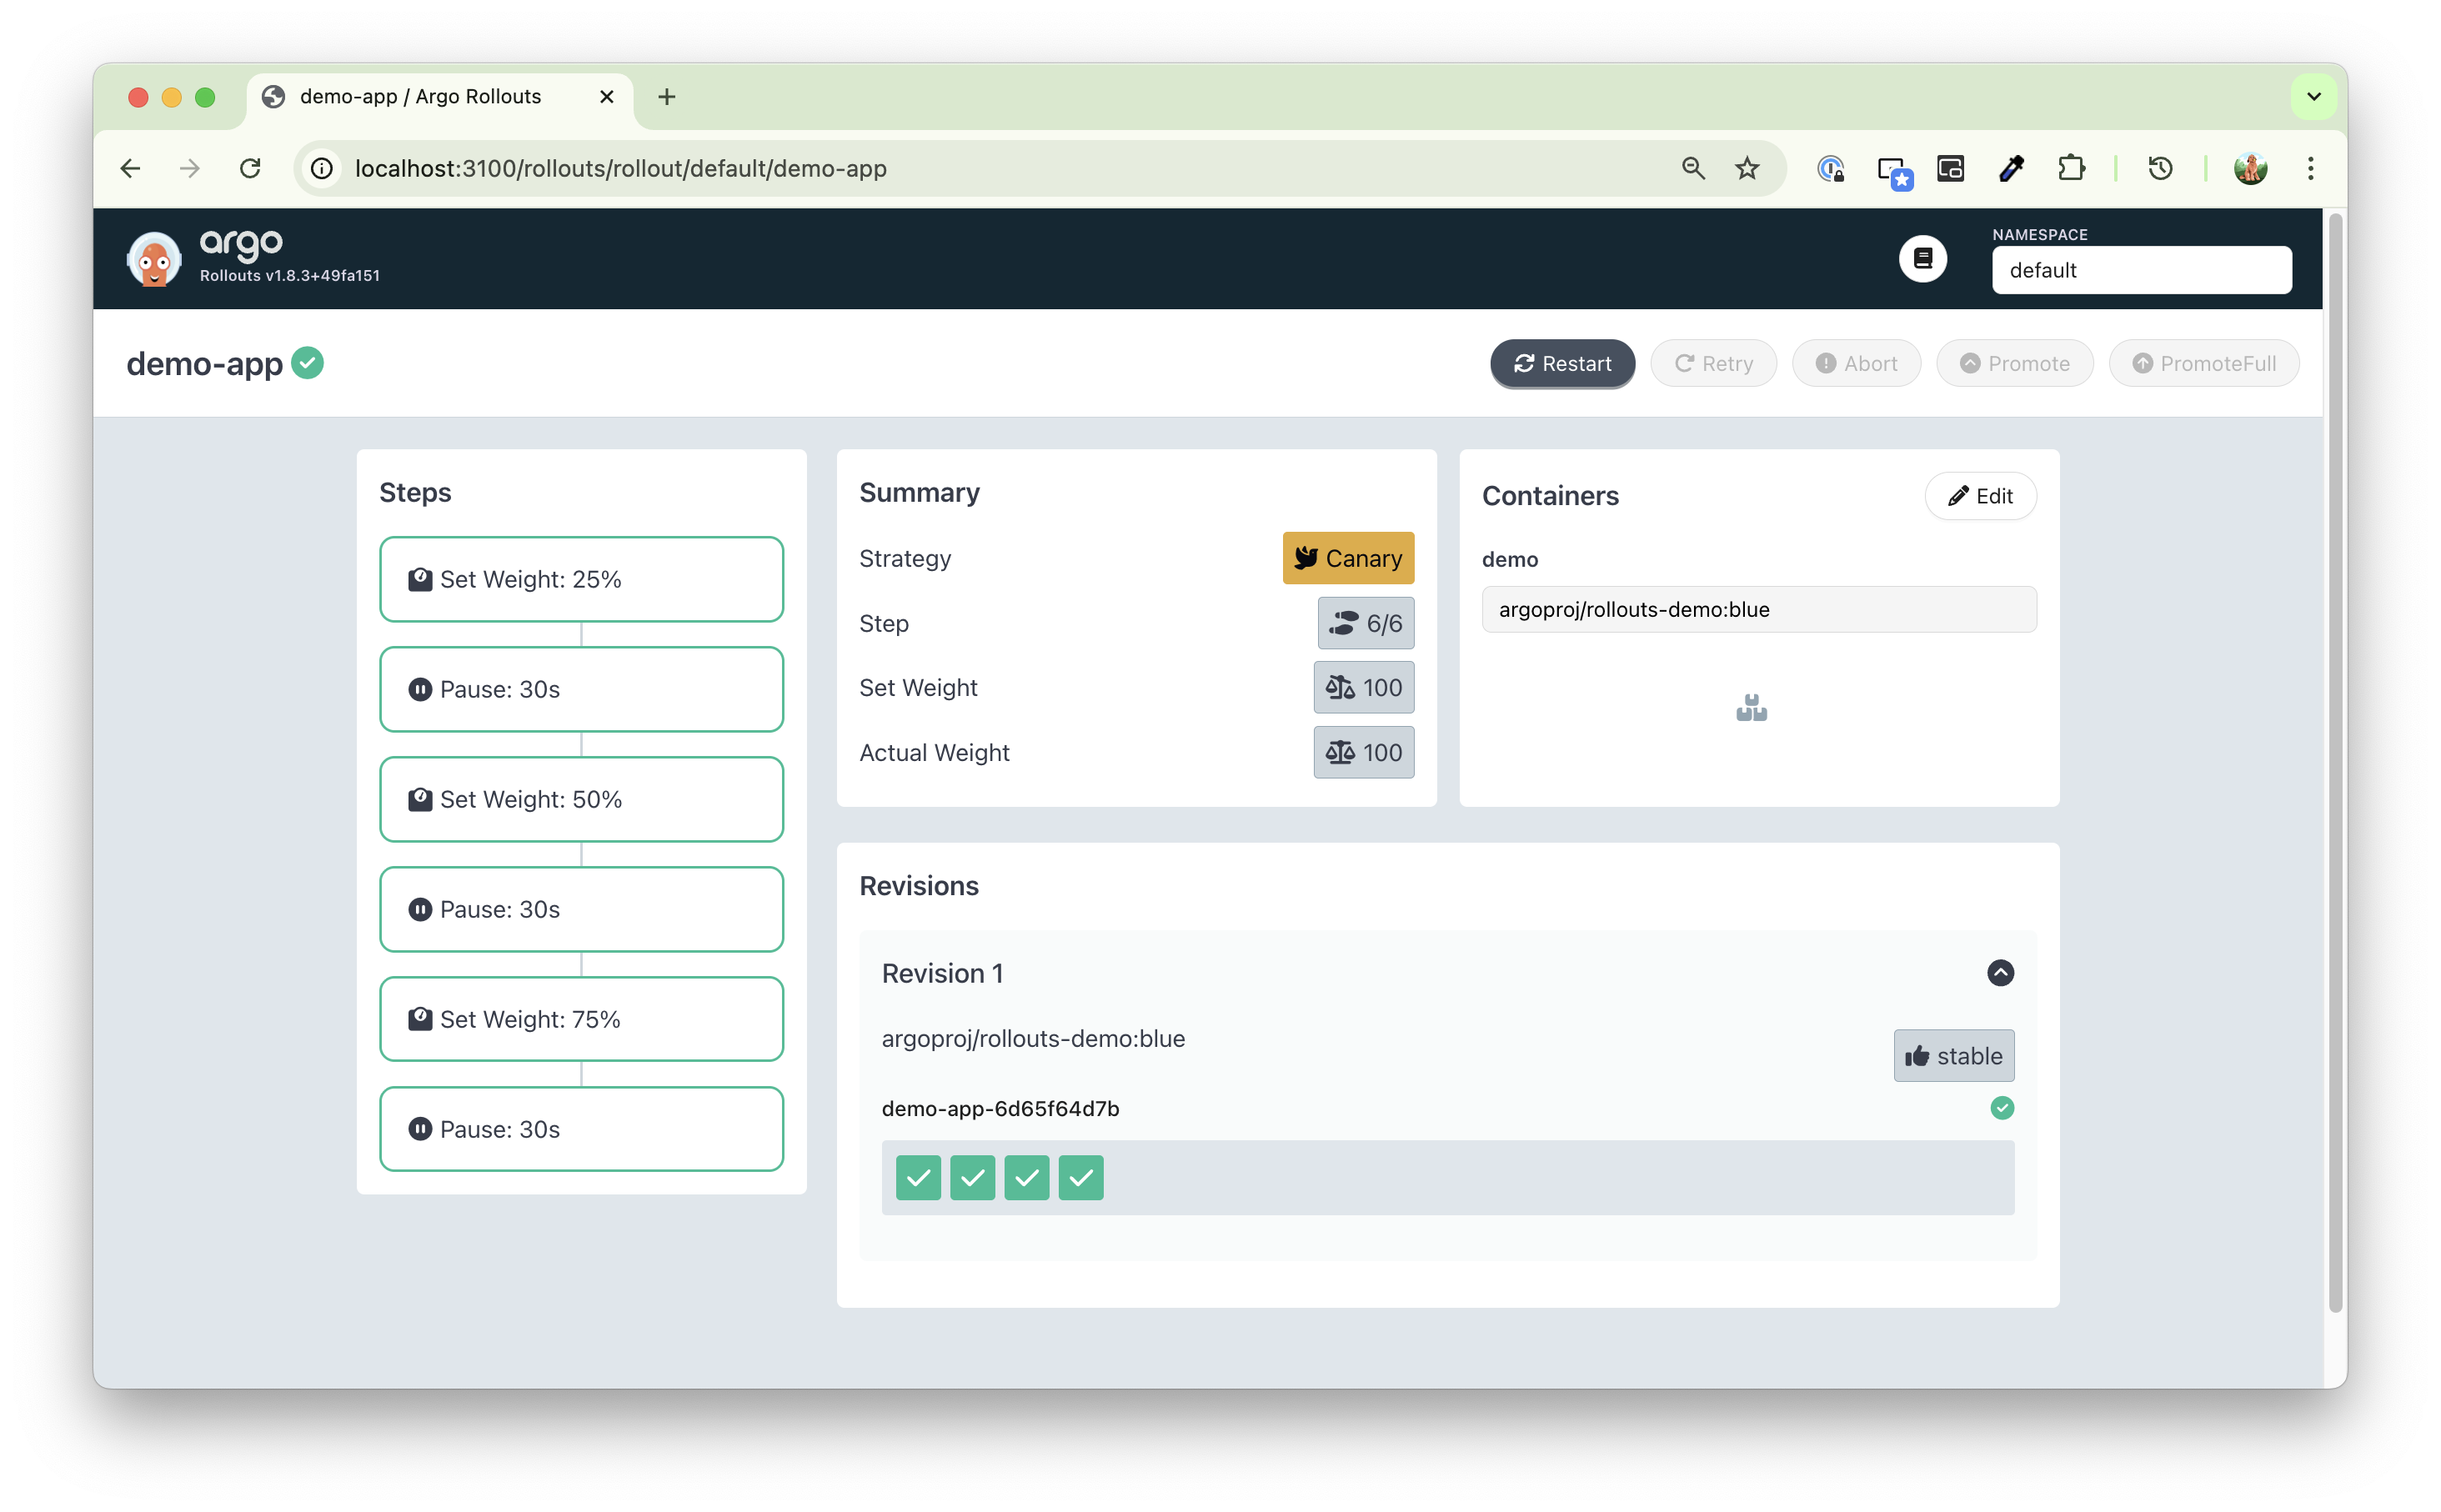 demo-app / Argo Rollouts
localhost:3100/rollouts/rollout/default/demo-app
argo
Rollouts v1.8.3+49fa151
NAMESPACE
default
demo-app
Restart
Retry
Abort
Promote
PromoteFull
Steps
Set Weight: 25%
Pause: 30s
Set Weight: 50%
Pause: 30s
Set Weight: 75%
Pause: 30s
Summary
Strategy
Canary
Step
6/6
Set Weight
100
Actual Weight
100
Containers
Edit
demo
argoproj/rollouts-demo:blue
Revisions
Revision 1
argoproj/rollouts-demo:blue
stable
demo-app-6d65f64d7b